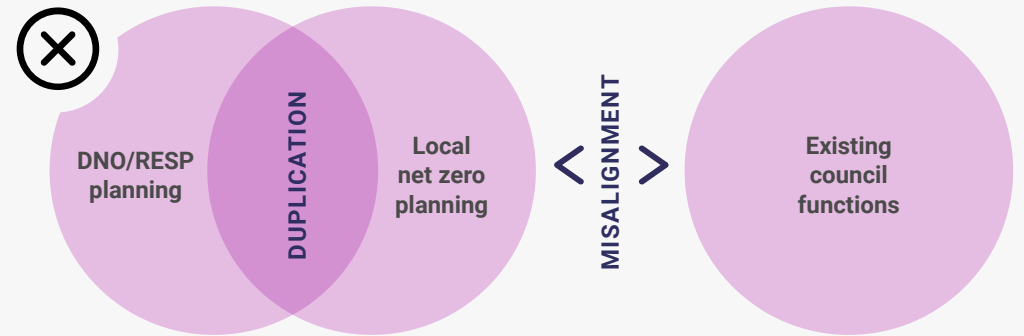 DNO/RESP
planning
DUPLICATION
Local
net zero
planning
MISALIGNMENT
Existing
council
functions